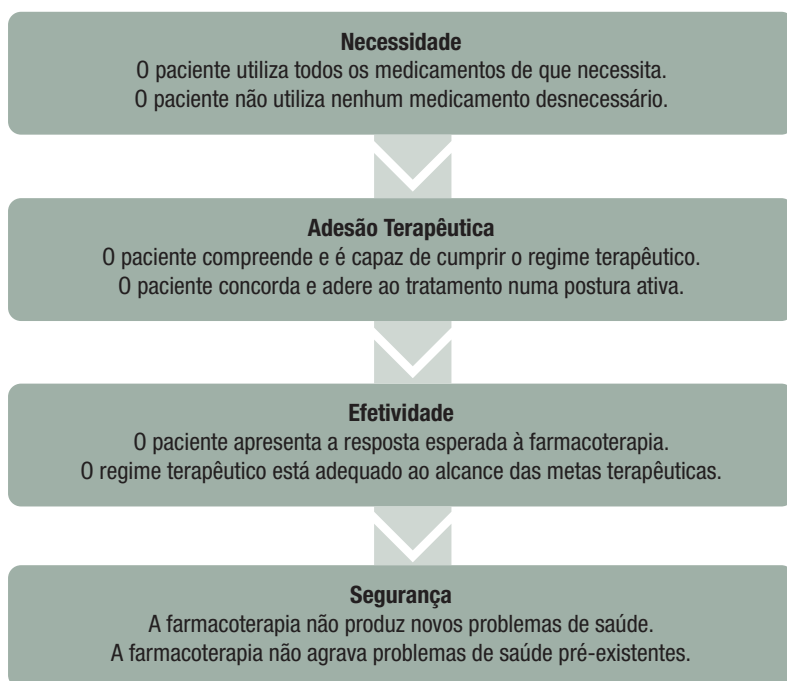 Necessidade
O paciente utiliza todos os medicamentos de que necessita.
O paciente não utiliza nenhum medicamento desnecessário.
Adesão Terapêutica
O paciente compreende e é capaz de cumprir o regime terapêutico.
O paciente concorda e adere ao tratamento numa postura ativa.
Efetividade
O paciente apresenta a resposta esperada à farmacoterapia.
O regime terapêutico está adequado ao alcance das metas terapêuticas.
Segurança
A farmacoterapia não produz novos problemas de saúde.
A farmacoterapia não agrava problemas de saúde pré-existentes.